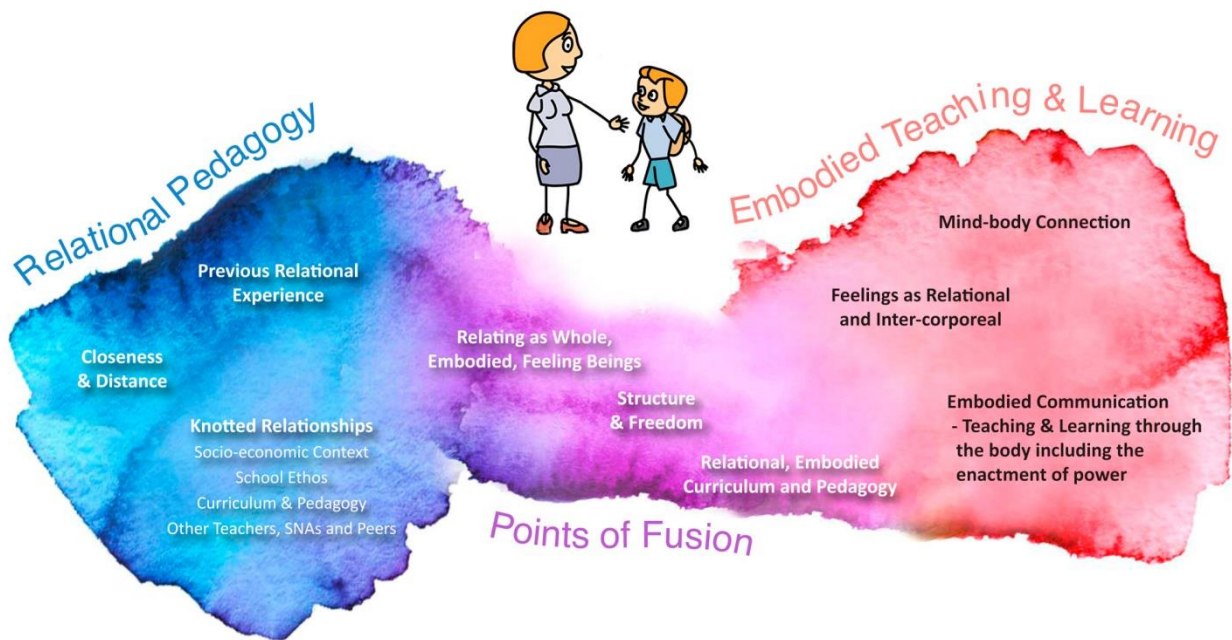 Relational Pedagogy
Previous Relational
Experience
Closeness
& Distance
Knotted Relationships
Socio-economic Context
School Ethos
Curriculum & Pedagogy
Other Teachers, SNAs and Peers
Points of Fusion
Relating as Whole,
Embodied, Feeling Beings
Structure
& Freedom
Relational, Embodied
Curriculum and Pedagogy
Embodied Teaching & Learning
Mind-body Connection
Feelings as Relational
and Inter-corporeal
Embodied Communication
- Teaching & Learning through
the body including the
enactment of power